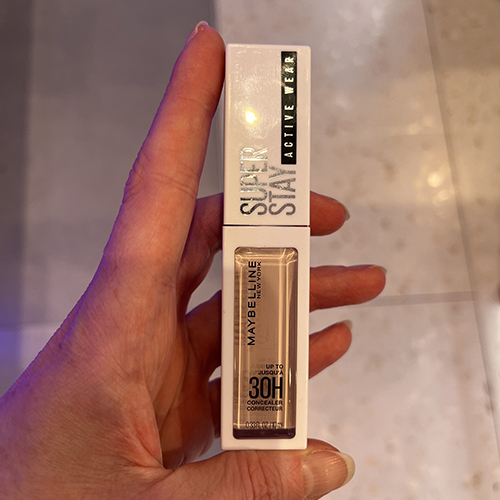 SUPER
STAY
ACTIVE WEAR
MAYBELLINE
NEW YORK
UP TO
JUSQU'A
30H
CONCEALER
CORRECTEUR